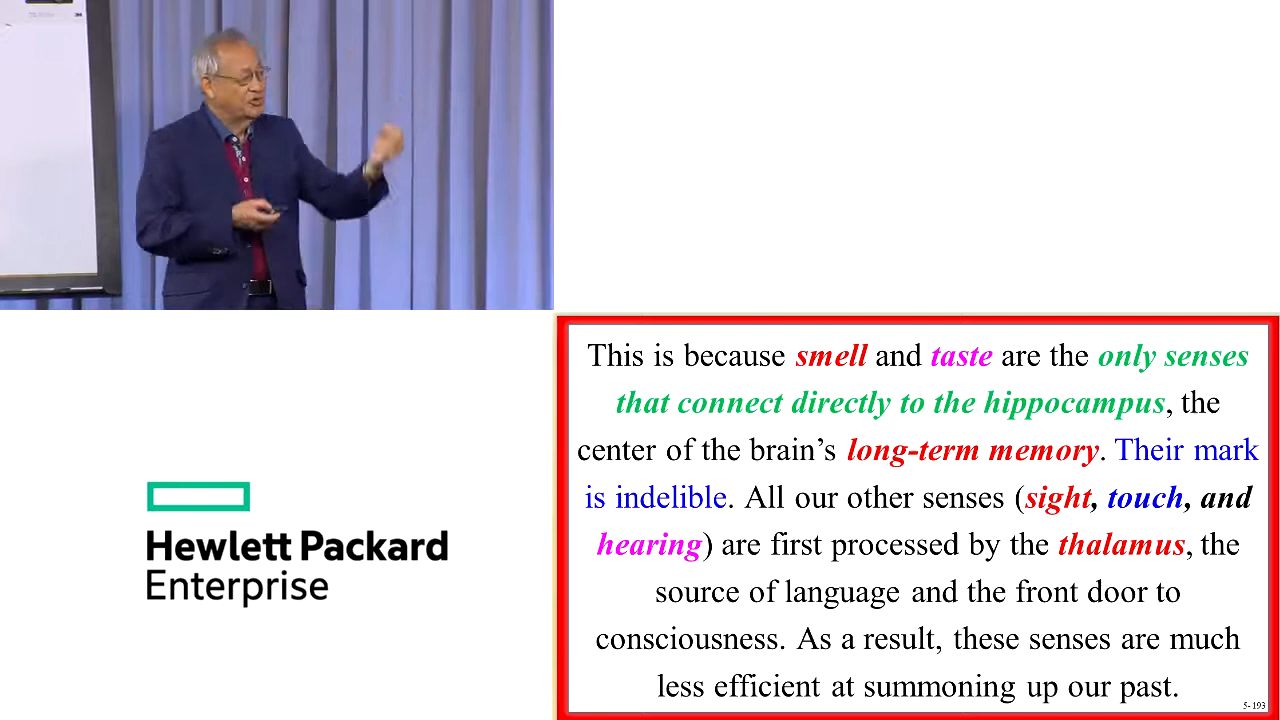 Hewlett Packard
Enterprise
This is because smell and taste are the only senses
that connect directly to the hippocampus, the
center of the brain’s long-term memory. Their mark
is indelible. All our other senses (sight, touch, and
hearing) are first processed by the thalamus, the
source of language and the front door to
consciousness. As a result, these senses are much
less efficient at summoning up our past.
5- 193